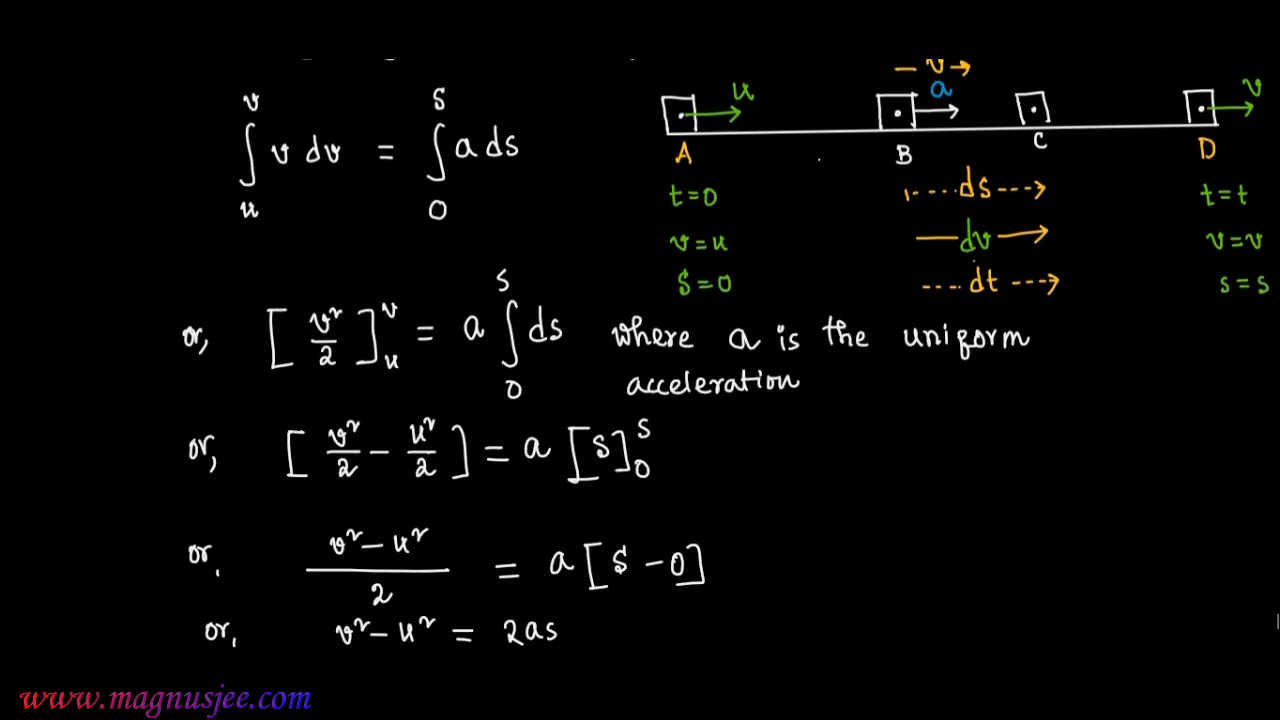 ∫ᵤᵛ v dv = ∫₀ˢ a ds
or, [v²/2]ᵤᵛ = a ∫₀ˢ ds where a is the uniform
acceleration
or, [v²/2 − u²/2] = a [s]₀ˢ
or, (v² − u²)/2 = a [s − 0]
or, v² − u² = 2as
v
u a v
A B C D
t=0 ds t=t
v=u dv v=v
s=0 dt s=s
www.magnusjee.com